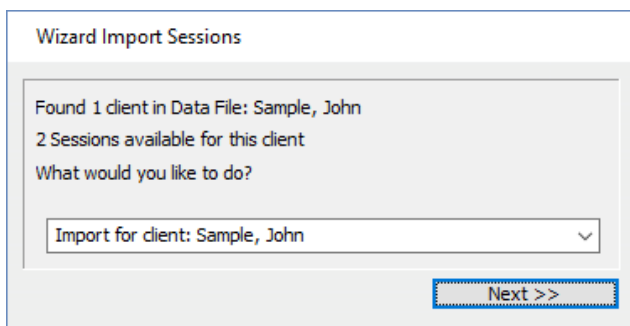 Wizard Import Sessions
Found 1 client in Data File: Sample, John
2 Sessions available for this client
What would you like to do?
Import for client: Sample, John
Next >>